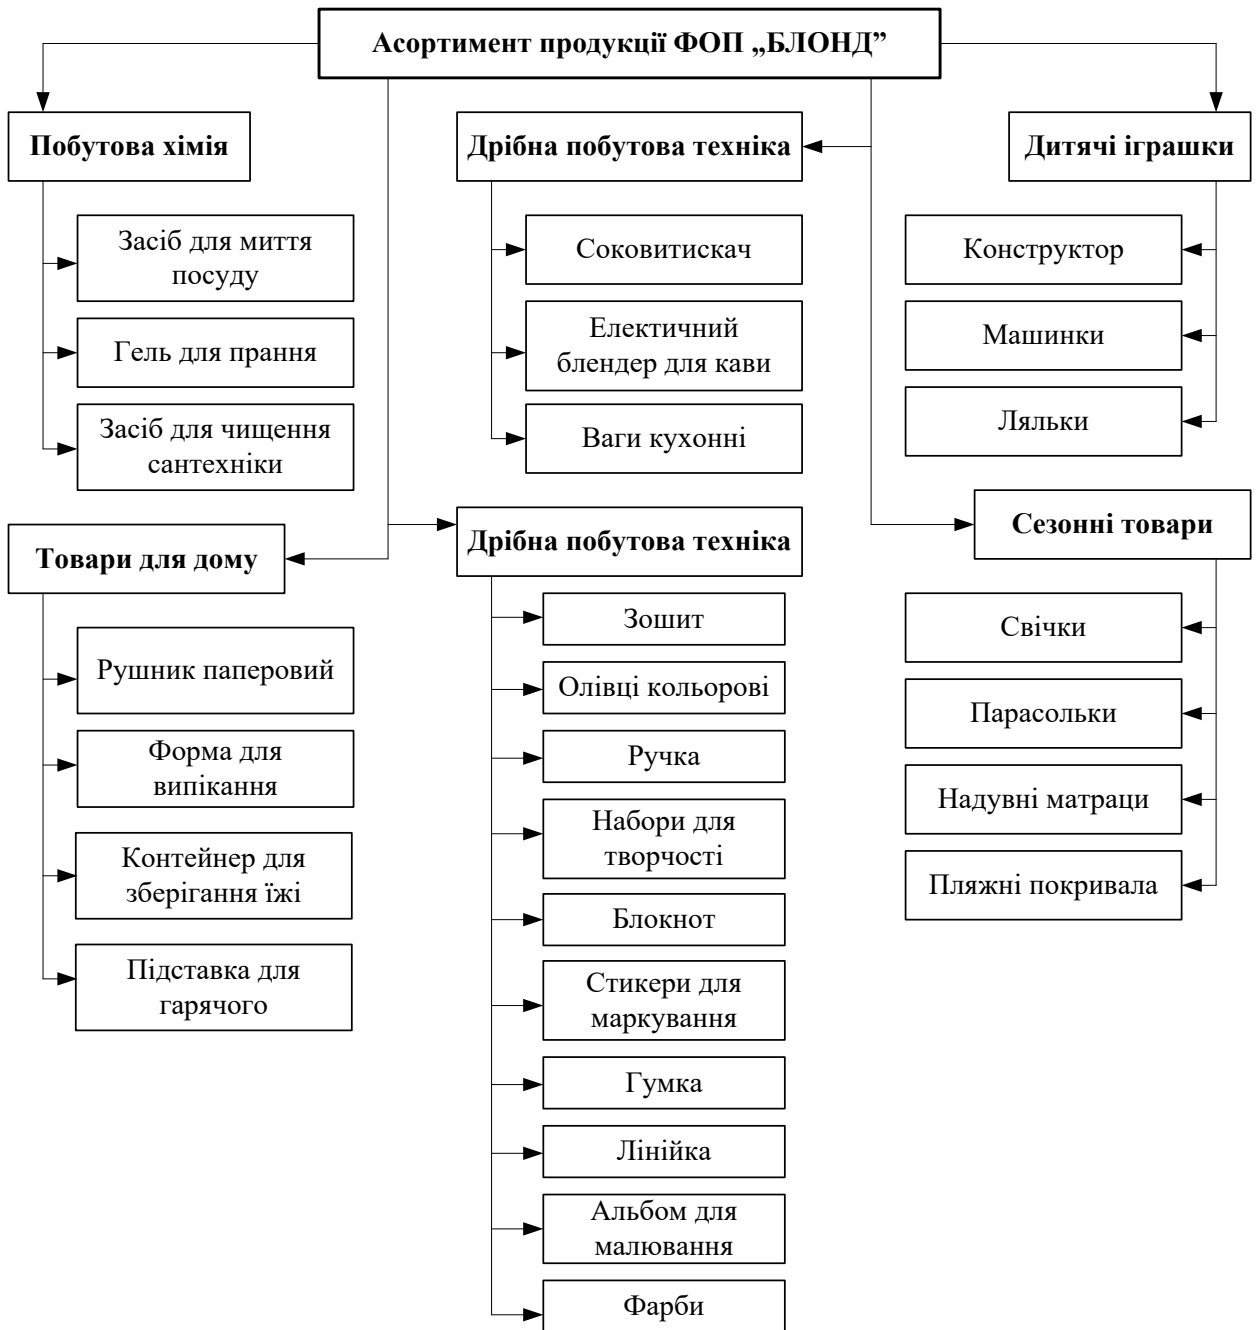 Асортимент продукції ФОП „БЛОНД”
Побутова хімія
Засіб для миття
посуду
Гель для прання
Засіб для чищення
сантехніки
Дрібна побутова техніка
Соковитискач
Електичний
блендер для кави
Ваги кухонні
Дитячі іграшки
Конструктор
Машинки
Ляльки
Товари для дому
Рушник паперовий
Форма для
випікання
Контейнер для
зберігання їжі
Підставка для
гарячого
Дрібна побутова техніка
Зошит
Олівці кольорові
Ручка
Набори для
творчості
Блокнот
Стикери для
маркування
Гумка
Лінійка
Альбом для
малювання
Фарби
Сезонні товари
Свічки
Парасольки
Надувні матраци
Пляжні покривала